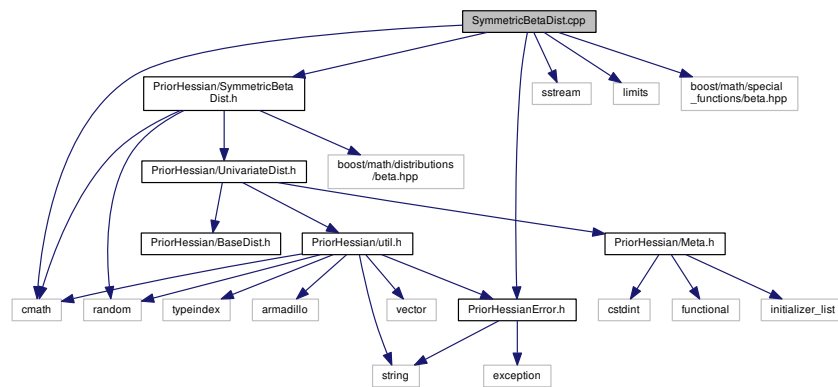 SymmetricBetaDist.cpp
PriorHessian/SymmetricBeta
Dist.h
sstream
limits
boost/math/special
_functions/beta.hpp
PriorHessian/UnivariateDist.h
boost/math/distributions
/beta.hpp
PriorHessian/BaseDist.h
PriorHessian/util.h
PriorHessian/Meta.h
cmath
random
typeindex
armadillo
vector
PriorHessianError.h
cstdint
functional
initializer_list
string
exception